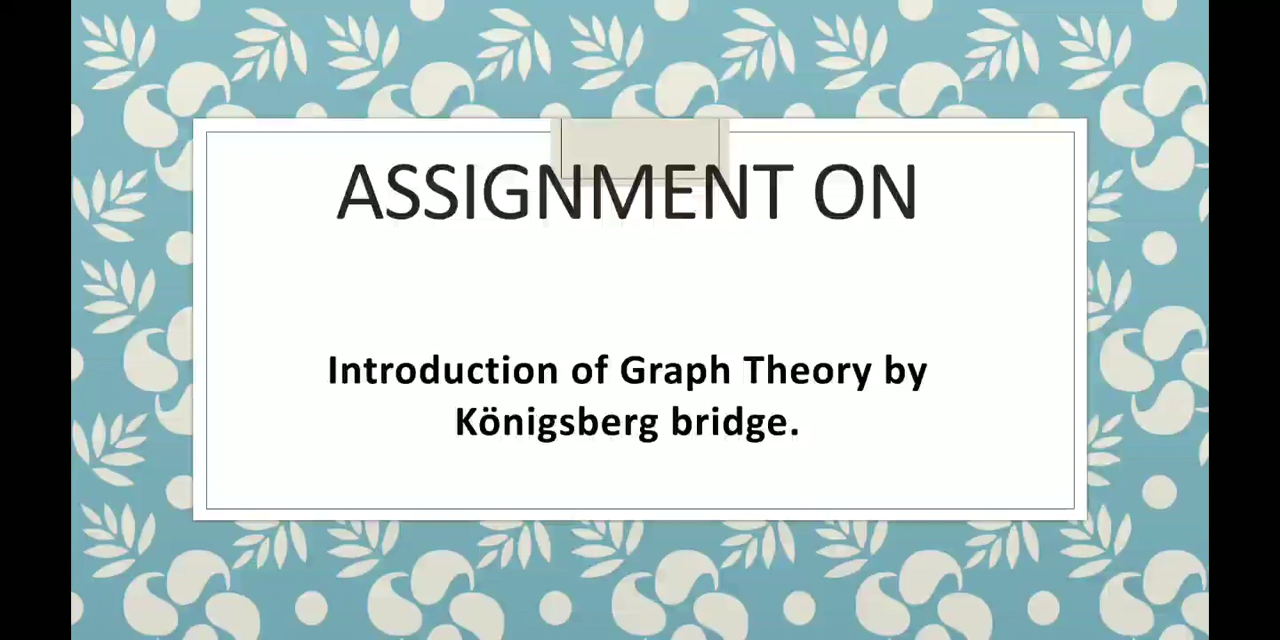 ASSIGNMENT ON
Introduction of Graph Theory by
Königsberg bridge.